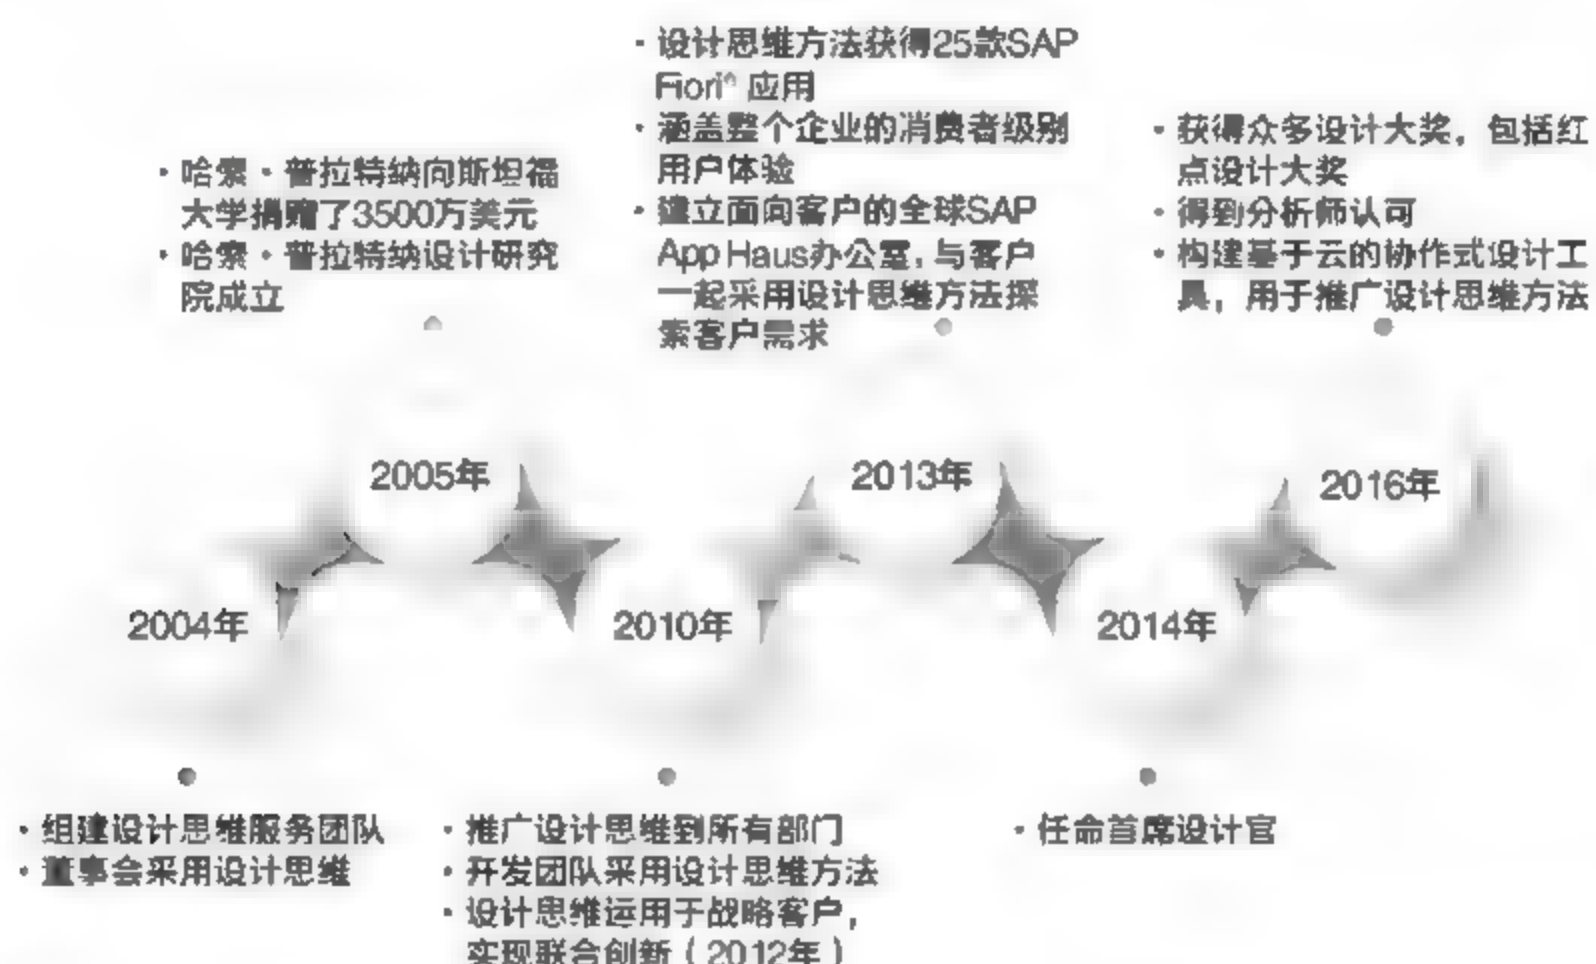 · 设计思维方法获得25款SAP
Fiori® 应用
· 涵盖整个企业的消费者级别
用户体验
· 建立面向客户的全球SAP
App Haus办公室，与客户
一起采用设计思维方法探
索客户需求
· 获得众多设计大奖，包括红
点设计大奖
· 得到分析师认可
· 构建基于云的协作式设计工
具，用于推广设计思维方法
· 哈索·普拉特纳向斯坦福
大学捐赠了3500万美元
· 哈索·普拉特纳设计研究
院成立
2005年
2013年
2016年
2004年
2010年
2014年
· 组建设计思维服务团队
· 董事会采用设计思维
· 推广设计思维到所有部门
· 开发团队采用设计思维方法
· 设计思维运用于战略客户，
实现联合创新（2012年）
· 任命首席设计官